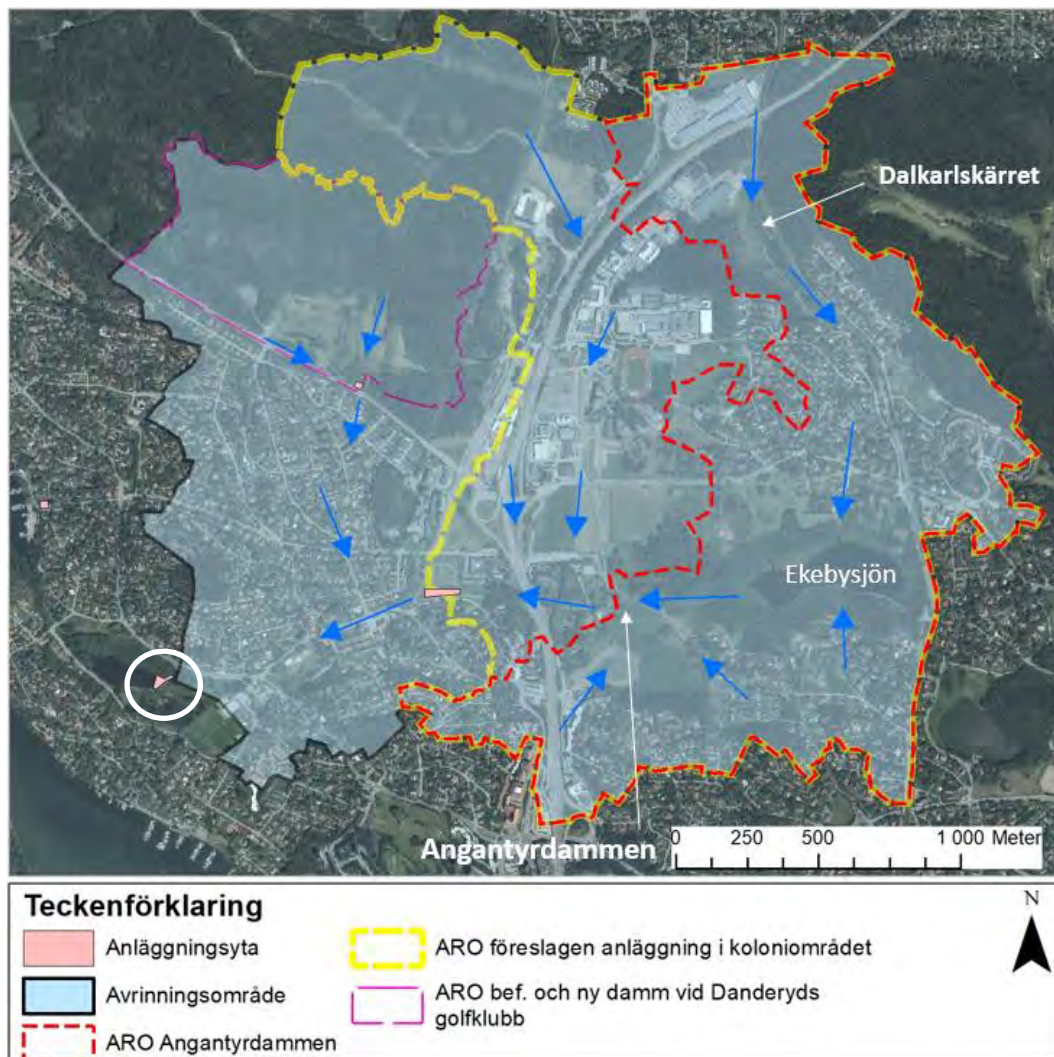 Dalkarlskärret
Ekebysjön
Angantyrdammen
0 250 500 1 000 Meter
Teckenförklaring
Anläggningsyta
Avrinningsområde
ARO Angantyrdammen
ARO föreslagen anläggning i koloniområdet
ARO bef. och ny damm vid Danderyds
golfklubb
N